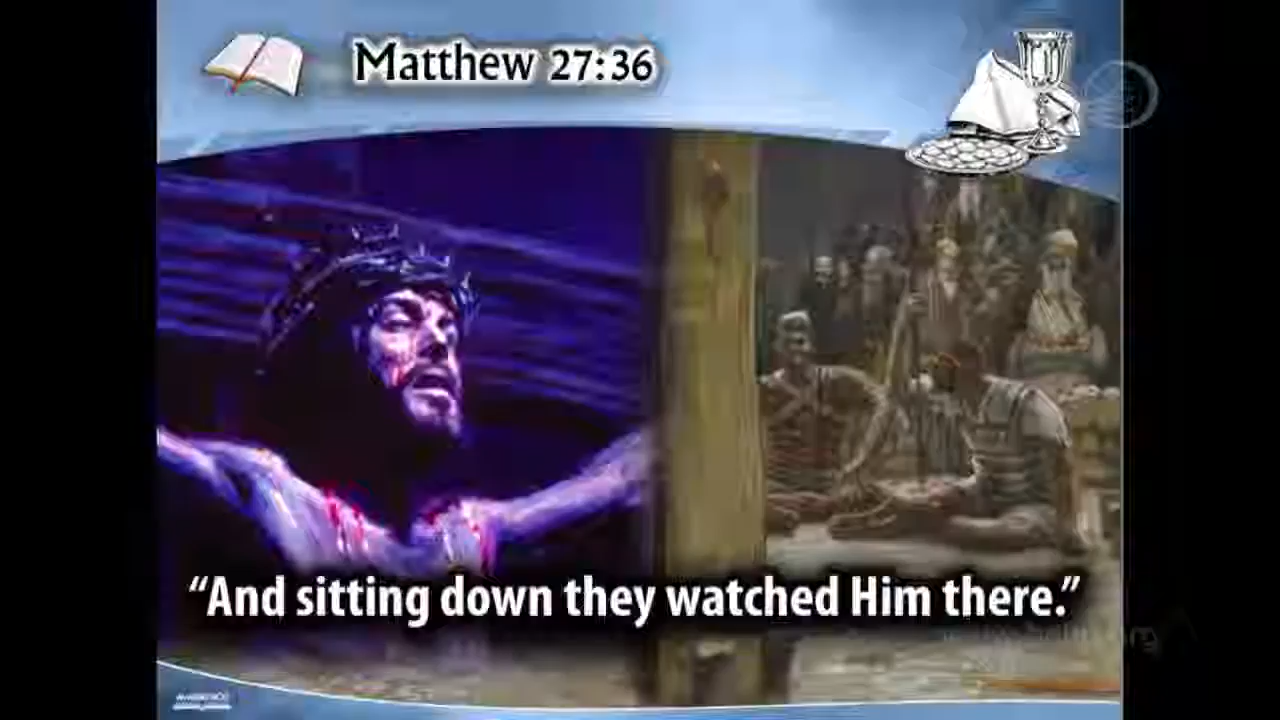 Matthew 27:36
“And sitting down they watched Him there.”